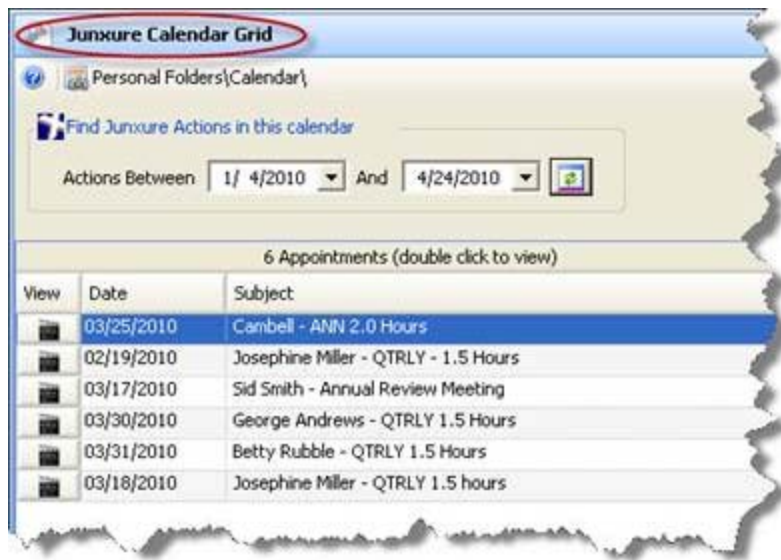 Junxure Calendar Grid
Personal Folders\Calendar\
Find Junxure Actions in this calendar
Actions Between 1/ 4/2010 And 4/24/2010
6 Appointments (double click to view)
View Date Subject
03/25/2010 Cambell - ANN 2.0 Hours
02/19/2010 Josephine Miller - QTRLY - 1.5 Hours
03/17/2010 Sid Smith - Annual Review Meeting
03/30/2010 George Andrews - QTRLY 1.5 Hours
03/31/2010 Betty Rubble - QTRLY 1.5 Hours
03/18/2010 Josephine Miller - QTRLY 1.5 hours